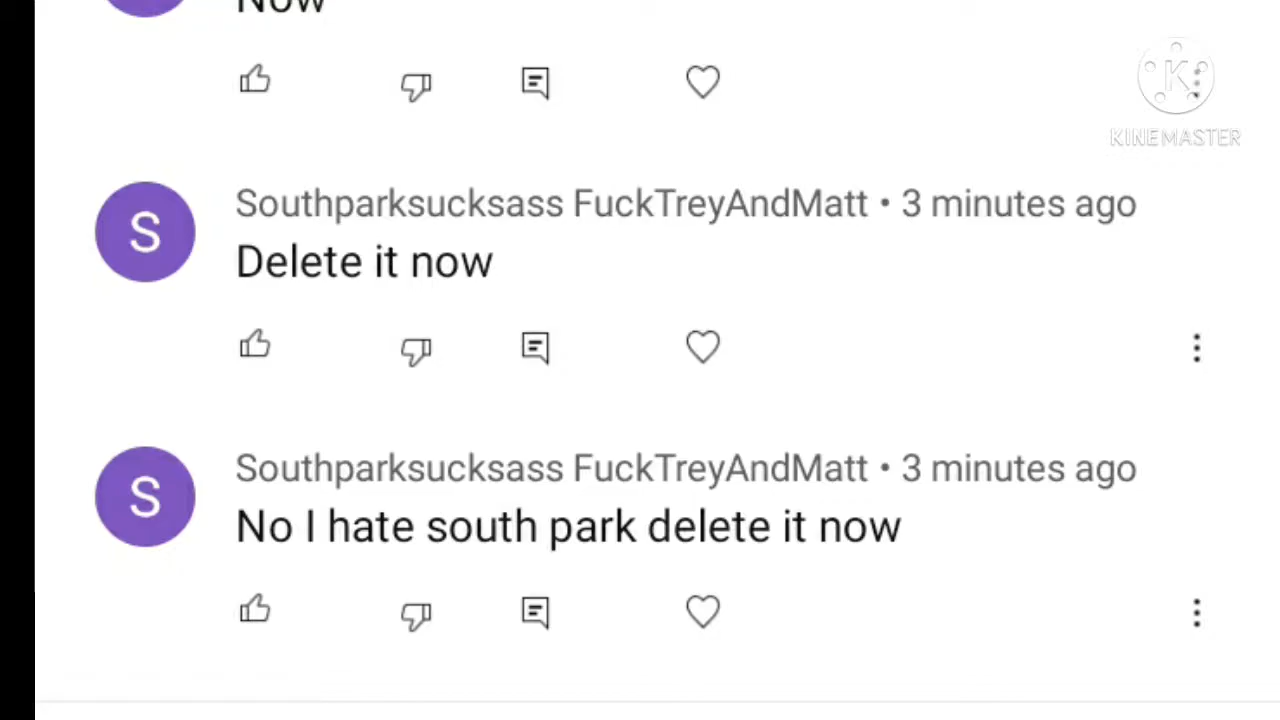 Now
KINEMASTER
S
Southparksucksass FuckTreyAndMatt • 3 minutes ago
Delete it now
S
Southparksucksass FuckTreyAndMatt • 3 minutes ago
No I hate south park delete it now